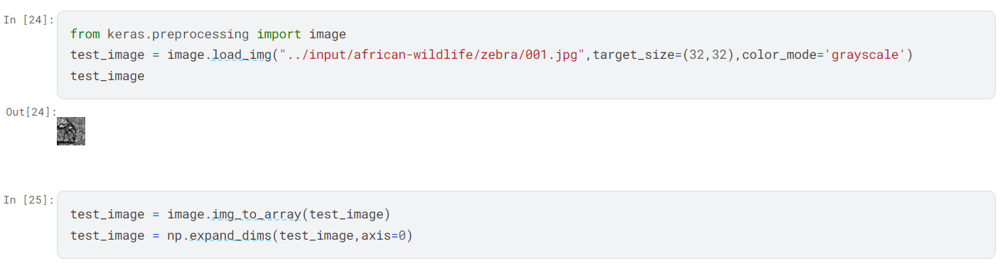 In [24]:
from keras.preprocessing import image
test_image = image.load_img("../input/african-wildlife/zebra/001.jpg",target_size=(32,32),color_mode='grayscale')
test_image
Out[24]:
In [25]:
test_image = image.img_to_array(test_image)
test_image = np.expand_dims(test_image,axis=0)